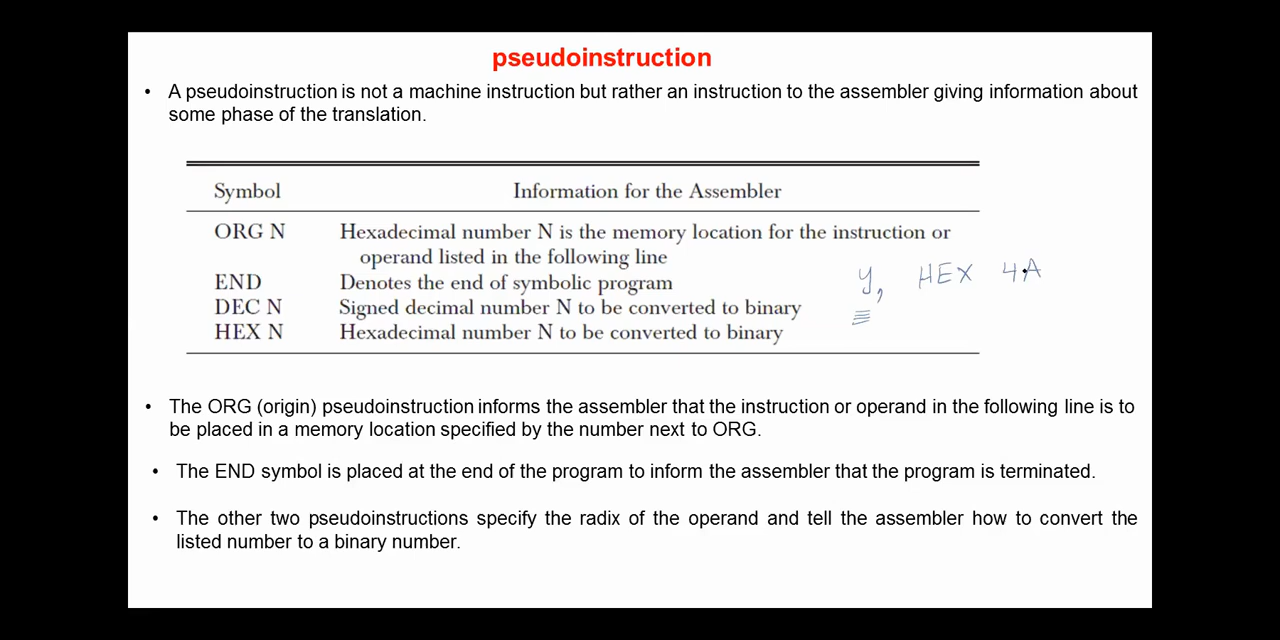 pseudoinstruction
• A pseudoinstruction is not a machine instruction but rather an instruction to the assembler giving information about
some phase of the translation.
Symbol Information for the Assembler
ORG N Hexadecimal number N is the memory location for the instruction or
operand listed in the following line
END Denotes the end of symbolic program
DEC N Signed decimal number N to be converted to binary
HEX N Hexadecimal number N to be converted to binary
y, HEX 4A
• The ORG (origin) pseudoinstruction informs the assembler that the instruction or operand in the following line is to
be placed in a memory location specified by the number next to ORG.
• The END symbol is placed at the end of the program to inform the assembler that the program is terminated.
• The other two pseudoinstructions specify the radix of the operand and tell the assembler how to convert the
listed number to a binary number.